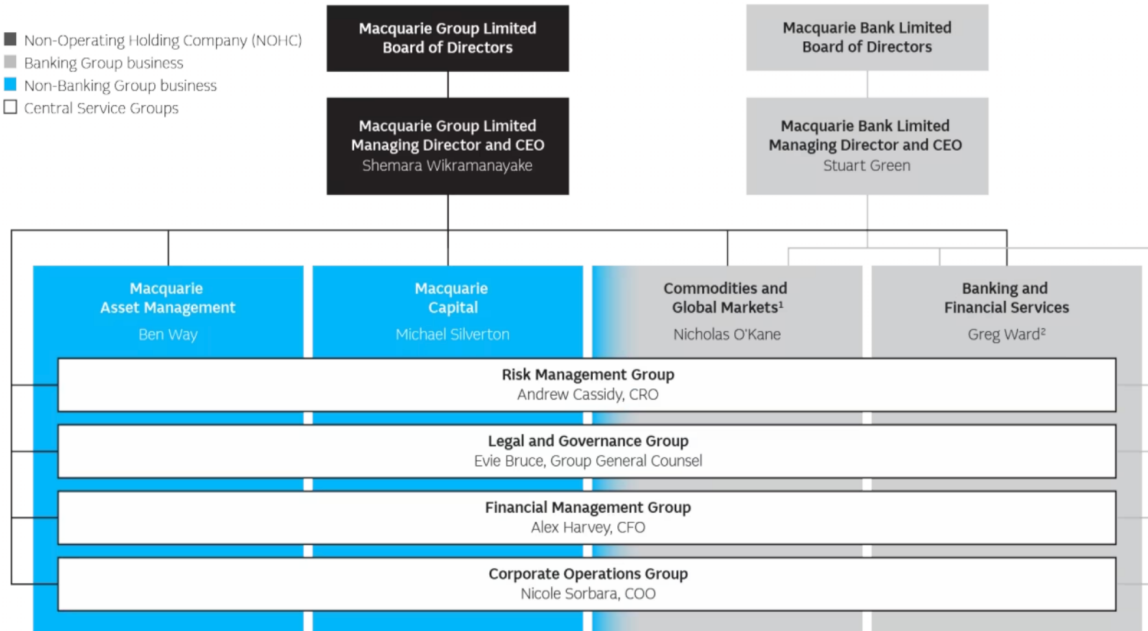 Non-Operating Holding Company (NOHC)
Banking Group business
Non-Banking Group business
Central Service Groups
Macquarie Group Limited
Board of Directors
Macquarie Bank Limited
Board of Directors
Macquarie Group Limited
Managing Director and CEO
Shemara Wikramanayake
Macquarie Bank Limited
Managing Director and CEO
Stuart Green
Macquarie
Asset Management
Ben Way
Macquarie
Capital
Michael Silverton
Commodities and
Global Markets¹
Nicholas O'Kane
Banking and
Financial Services
Greg Ward²
Risk Management Group
Andrew Cassidy, CRO
Legal and Governance Group
Evie Bruce, Group General Counsel
Financial Management Group
Alex Harvey, CFO
Corporate Operations Group
Nicole Sorbara, COO